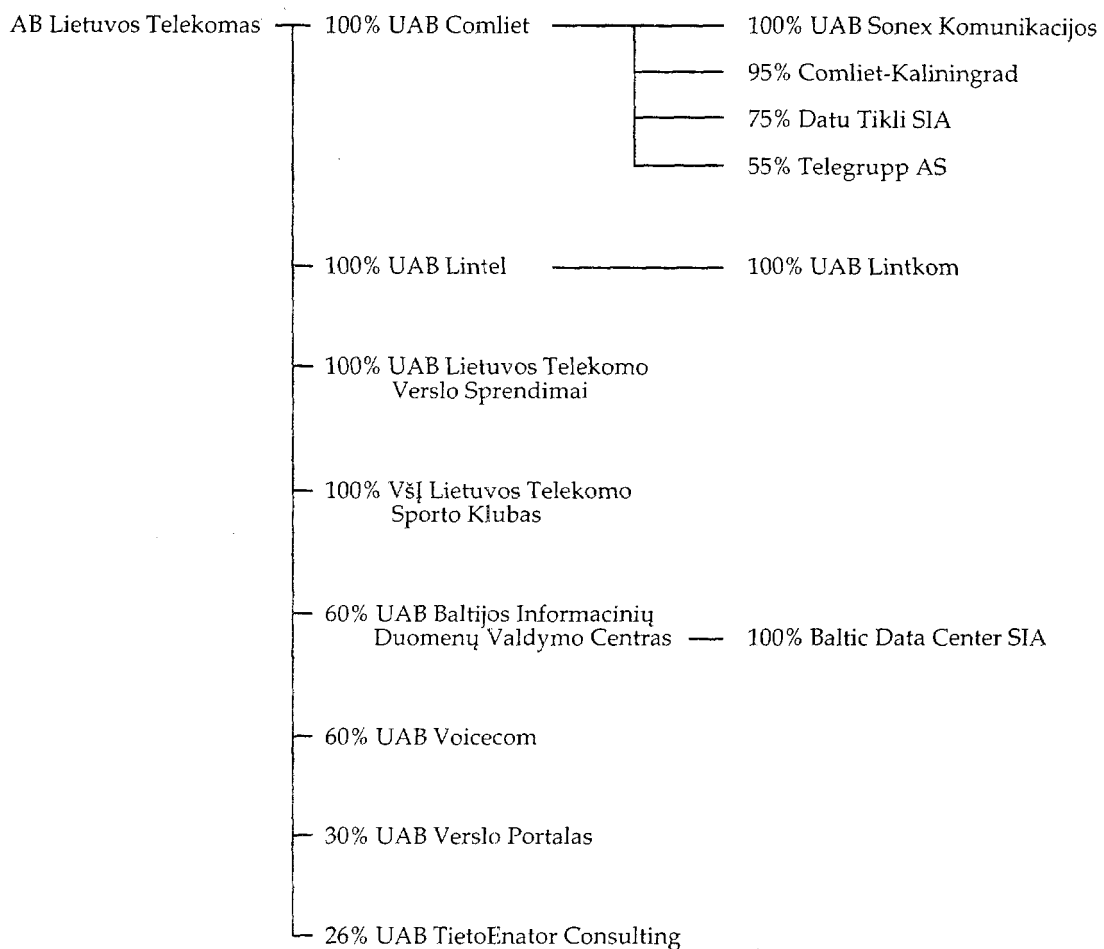 AB Lietuvos Telekomas
100% UAB Comliet
100% UAB Sonex Komunikacijos
95% Comliet-Kaliningrad
75% Datu Tikli SIA
55% Telegrupp AS
100% UAB Lintel
100% UAB Lintkom
100% UAB Lietuvos Telekomo
Verslo Sprendimai
100% VšĮ Lietuvos Telekomo
Sporto Klubas
60% UAB Baltijos Informacinių
Duomenų Valdymo Centras
100% Baltic Data Center SIA
60% UAB Voicecom
30% UAB Verslo Portalas
26% UAB TietoEnator Consulting